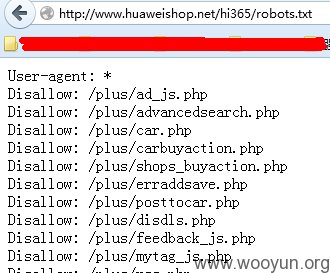 http://www.huaweishop.net/hi365/robots.txt
User-agent: *
Disallow: /plus/ad_js.php
Disallow: /plus/advancedsearch.php
Disallow: /plus/car.php
Disallow: /plus/carbuyaction.php
Disallow: /plus/shops_buyaction.php
Disallow: /plus/erraddsave.php
Disallow: /plus/posttocar.php
Disallow: /plus/disdls.php
Disallow: /plus/feedback_js.php
Disallow: /plus/mytag_js.php
www.wooyun.org